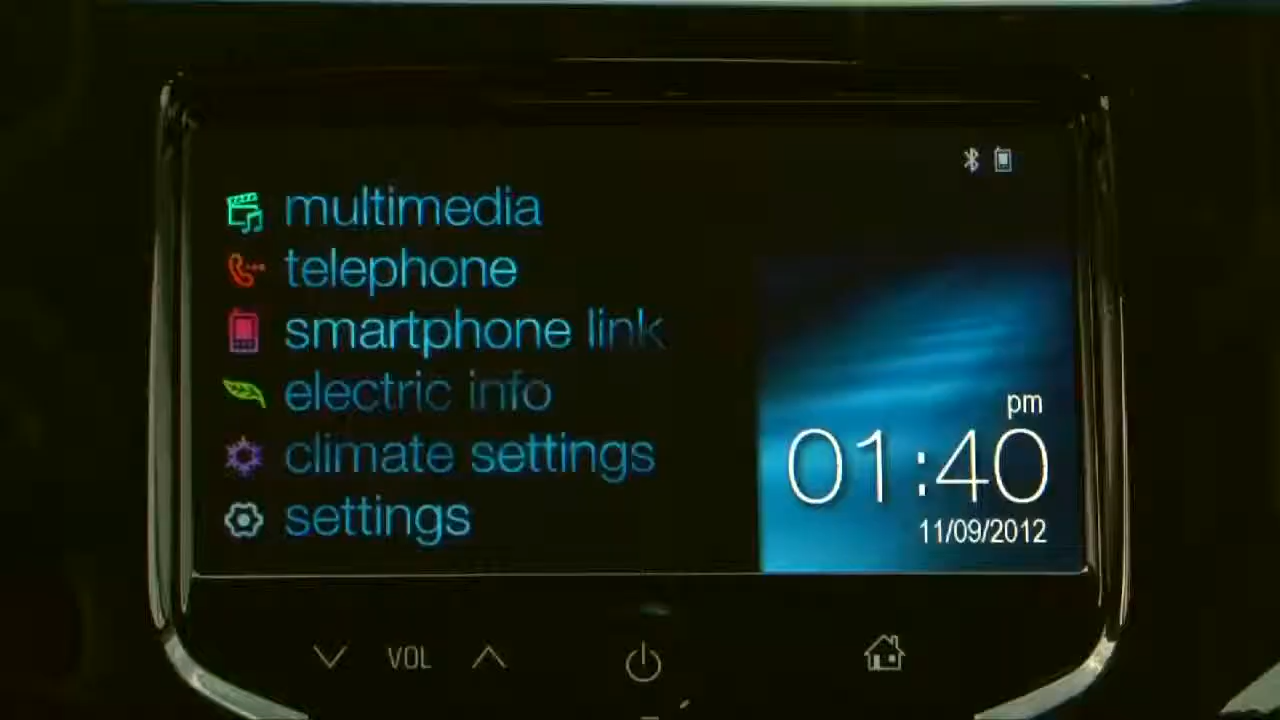 multimedia
telephone
smartphone link
electric info
climate settings
settings
pm
01:40
11/09/2012
VOL